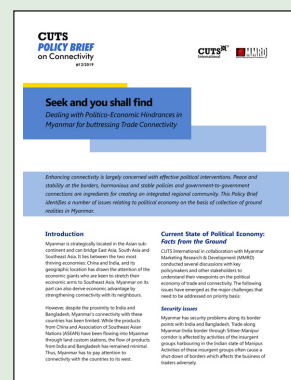 CUTS
POLICY BRIEF
on Connectivity
#12/2019
CUTS
International
MMRD
Seek and you shall find
Dealing with Politico-Economic Hindrances in
Myanmar for buttressing Trade Connectivity
Enhancing connectivity is largely concerned with effective political interventions. Peace and
stability at the borders, harmonious and stable policies and government-to-government
connections are ingredients for creating an integrated regional community. This Policy Brief
identifies a number of issues relating to political economy on the basis of collection of ground
realities in Myanmar.
Introduction
Myanmar is strategically located in the Asian sub-
continent and can bridge East Asia, South Asia and
Southeast Asia. It lies between the two most
thriving economies: China and India, and its
geographic location has drawn the attention of the
economic giants who are keen to stretch their
economic arms to Southeast Asia. Myanmar on its
part can also derive economic advantage by
strengthening connectivity with its neighbours.
However, despite the proximity to India and
Bangladesh, Myanmar's connectivity with these
countries has been limited. While the products
from China and Association of Southeast Asian
Nations (ASEAN) have been flowing into Myanmar
through land custom stations, the flow of products
from India and Bangladesh has remained minimal.
Thus, Myanmar has to pay attention to
connectivity with the countries to its west.
Current State of Political Economy:
Facts from the Ground
CUTS International in collaboration with Myanmar
Marketing Research & Development (MMRD)
conducted several discussions with key
policymakers and other stakeholders to
understand their viewpoints on the political
economy of trade and connectivity. The following
issues have emerged as the major challenges that
need to be addressed on priority basis:
Security issues
Myanmar has security problems along its border
points with India and Bangladesh. Trade along
Myanmar-India border through Sittwe-Manipur
corridor is affected by activities of the insurgent
groups harbouring in the Indian state of Manipur.
Activities of these insurgent groups often cause a
shut-down of borders which affects the business of
traders adversely.